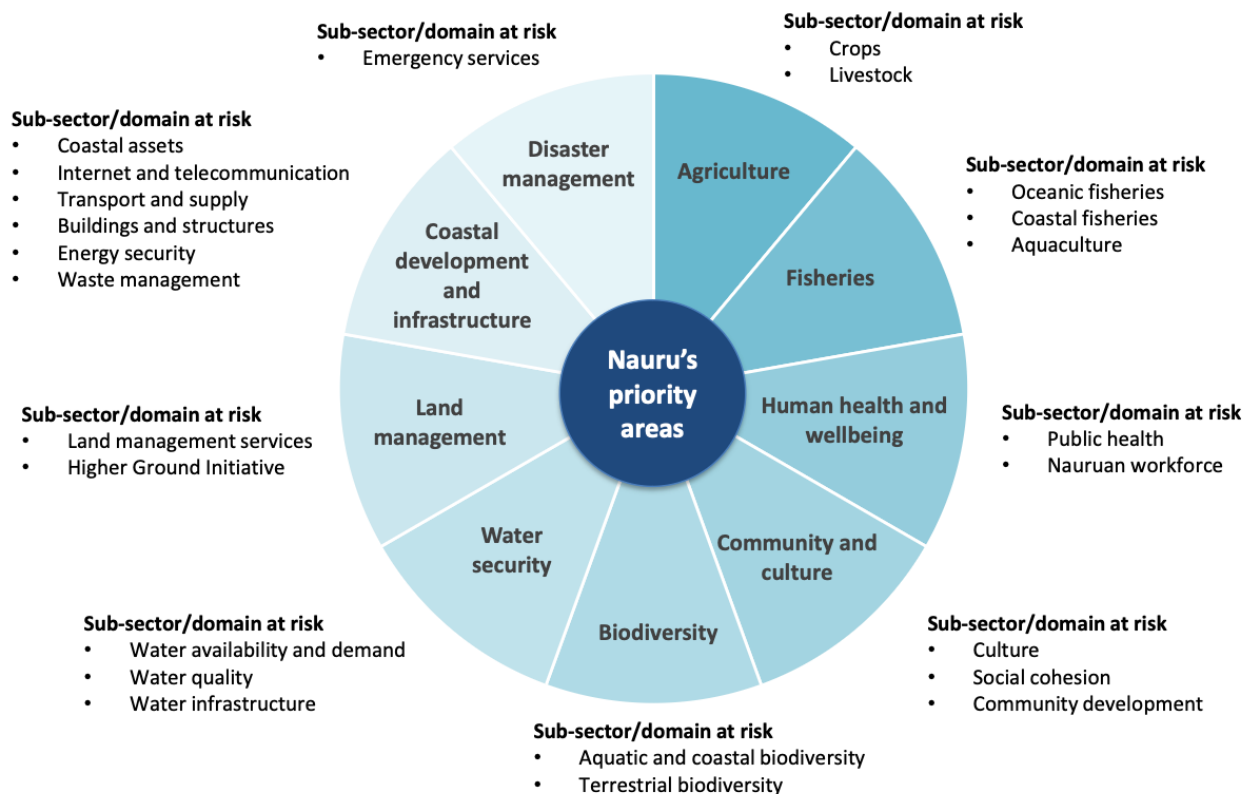 Sub-sector/domain at risk
• Emergency services
Sub-sector/domain at risk
• Crops
• Livestock
Sub-sector/domain at risk
• Coastal assets
• Internet and telecommunication
• Transport and supply
• Buildings and structures
• Energy security
• Waste management
Sub-sector/domain at risk
• Oceanic fisheries
• Coastal fisheries
• Aquaculture
Disaster
management
Agriculture
Coastal
development
and
infrastructure
Fisheries
Nauru's
priority
areas
Land
management
Human health and
wellbeing
Sub-sector/domain at risk
• Land management services
• Higher Ground Initiative
Sub-sector/domain at risk
• Public health
• Nauruan workforce
Water
security
Community and
culture
Biodiversity
Sub-sector/domain at risk
• Water availability and demand
• Water quality
• Water infrastructure
Sub-sector/domain at risk
• Culture
• Social cohesion
• Community development
Sub-sector/domain at risk
• Aquatic and coastal biodiversity
• Terrestrial biodiversity